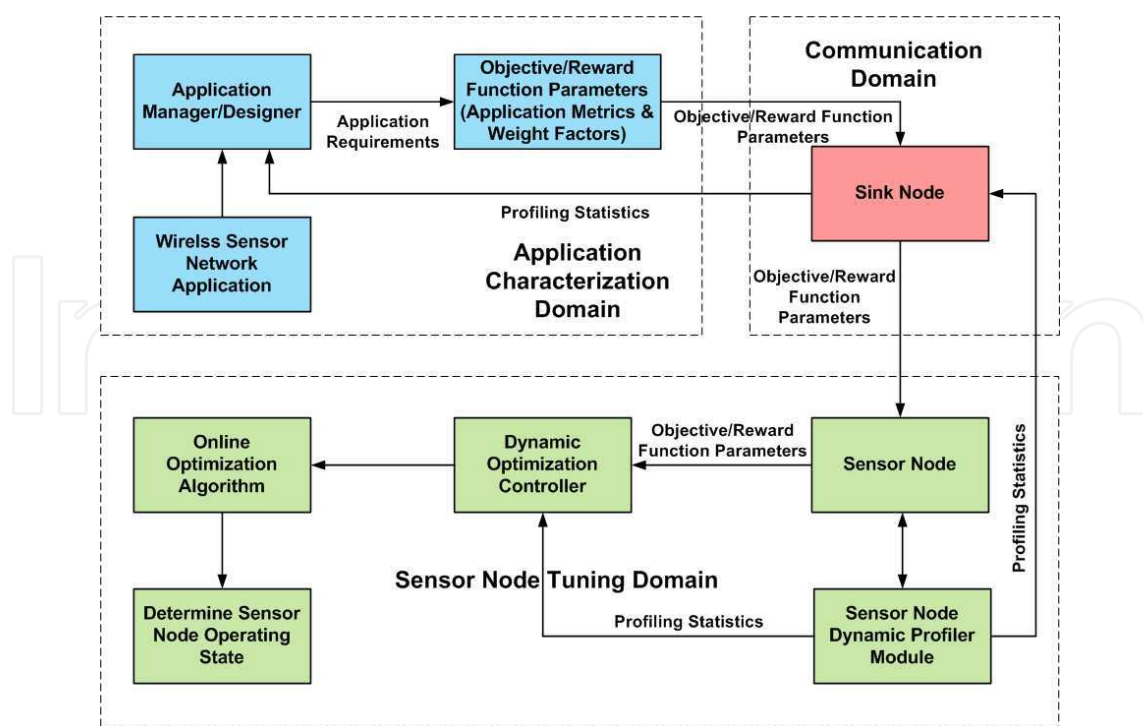 Application
Manager/Designer
Application
Requirements
Objective/Reward
Function Parameters
(Application Metrics &
Weight Factors)
Objective/Reward Function
Parameters
Communication
Domain
Sink Node
Profiling Statistics
Wirelss Sensor
Network
Application
Application
Characterization
Domain
Objective/Reward
Function
Parameters
Online
Optimization
Algorithm
Dynamic
Optimization
Controller
Objective/Reward
Function Parameters
Sensor Node
Profiling Statistics
Sensor Node Tuning Domain
Determine Sensor
Node Operating
State
Profiling Statistics
Sensor Node
Dynamic Profiler
Module